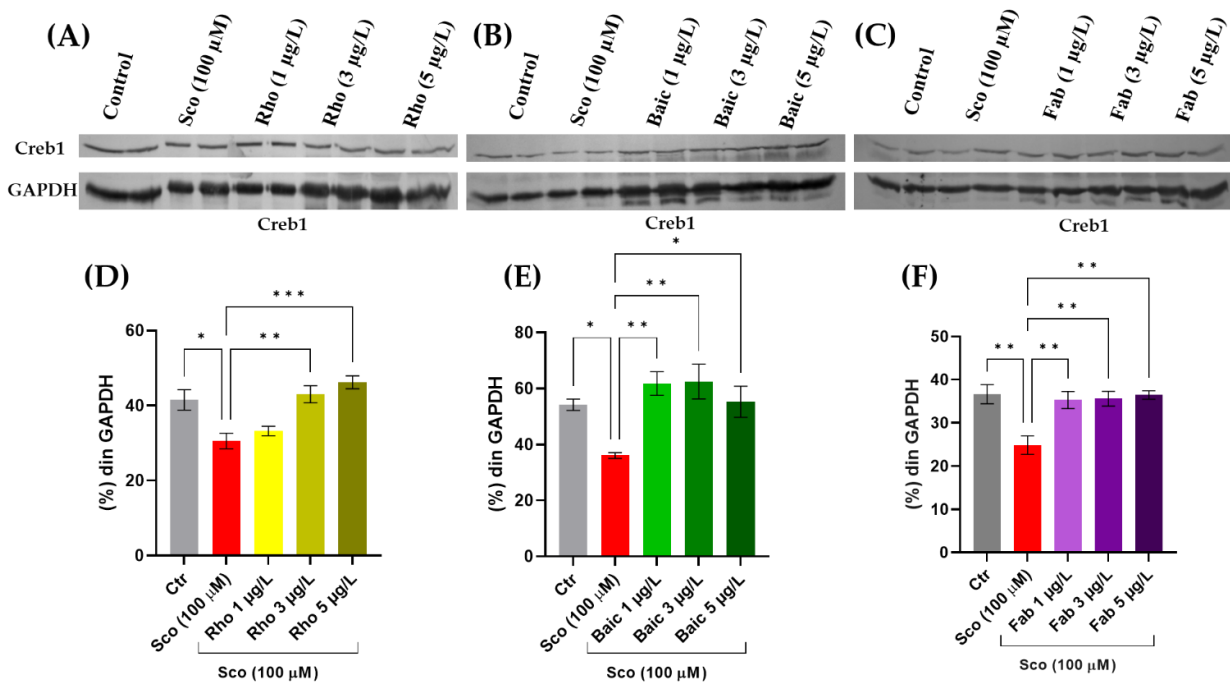 (A)
Control
Sco (100 μM)
Rho (1 μg/L)
Rho (3 μg/L)
Rho (5 μg/L)
(B)
Control
Sco (100 μM)
Baic (1 μg/L)
Baic (3 μg/L)
Baic (5 μg/L)
(C)
Control
Sco (100 μM)
Fab (1 μg/L)
Fab (3 μg/L)
Fab (5 μg/L)
Creb1
GAPDH
Creb1
Creb1
Creb1
(D)
* * *
* *
*
60
40
20
0
(%) din GAPDH
Ctr
Sco (100 μM)
Rho 1 μg/L
Rho 3 μg/L
Rho 5 μg/L
Sco (100 μM)
(E)
*
* *
*
* *
80
60
40
20
0
(%) din GAPDH
Ctr
Sco (100 μM)
Baic 1 μg/L
Baic 3 μg/L
Baic 5 μg/L
Sco (100 μM)
(F)
* *
* *
* *
* *
50
40
30
20
10
0
(%) din GAPDH
Ctr
Sco (100 μM)
Fab 1 μg/L
Fab 3 μg/L
Fab 5 μg/L
Sco (100 μM)